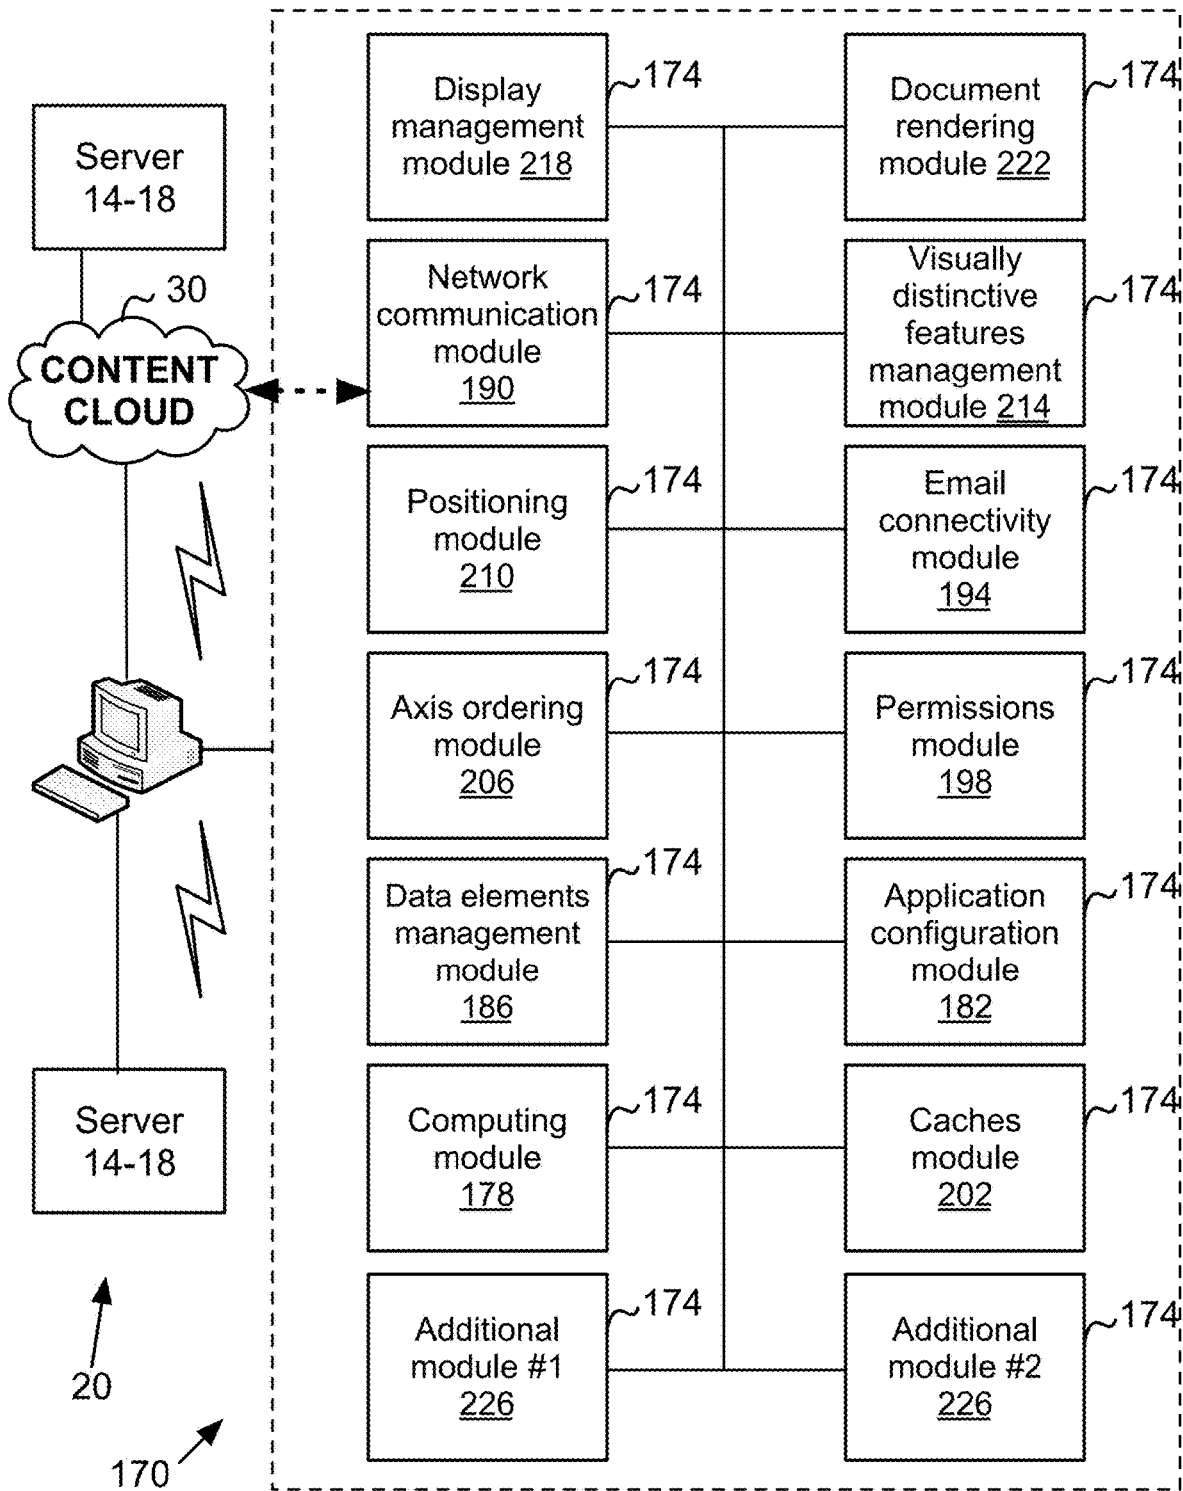 Server
14-18
30
CONTENT
CLOUD
Server
14-18
20
170
Display
management
module 218
174
Document
rendering
module 222
174
Network
communication
module
190
174
Visually
distinctive
features
management
module 214
174
Positioning
module
210
174
Email
connectivity
module
194
174
Axis ordering
module
206
174
Permissions
module
198
174
Data elements
management
module
186
174
Application
configuration
module
182
174
Computing
module
178
174
Caches
module
202
174
Additional
module #1
226
174
Additional
module #2
226
174